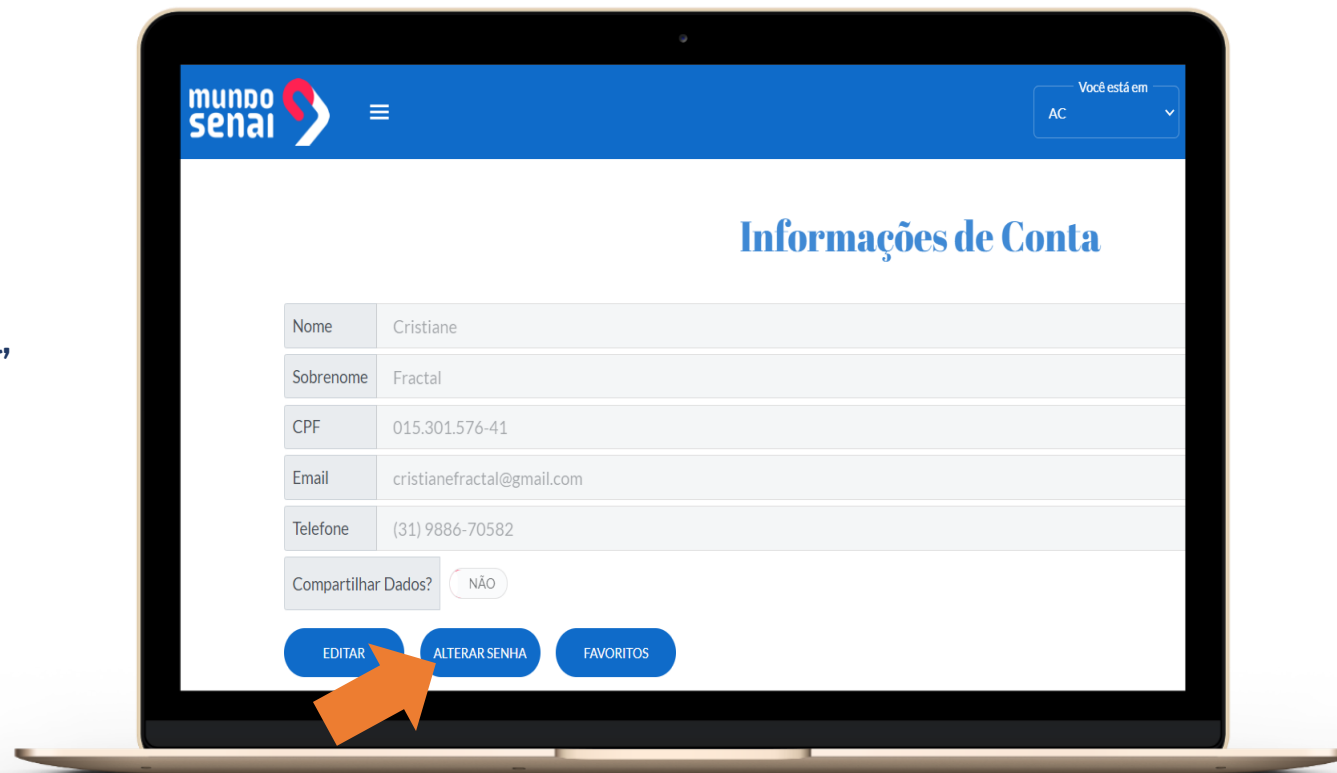 mundo
senai
Você está em
AC
Informações de Conta
Nome Cristiane
Sobrenome Fractal
CPF 015.301.576-41
Email cristianefractal@gmail.com
Telefone (31) 9886-70582
Compartilhar Dados? NÃO
EDITAR ALTERAR SENHA FAVORITOS